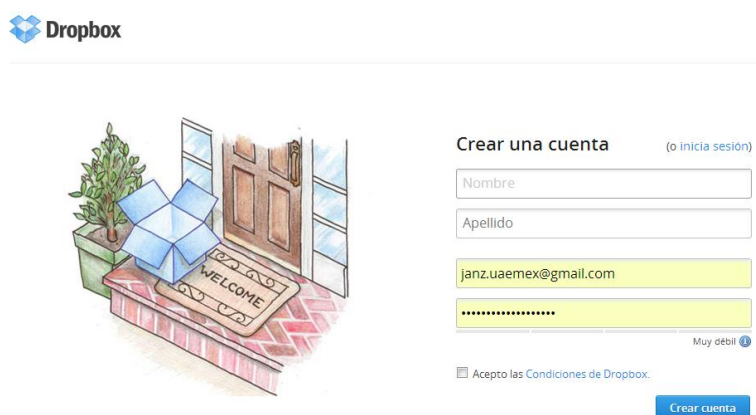 Dropbox
Crear una cuenta (o inicia sesión)
Nombre
Apellido
janz.uaemex@gmail.com
•••••••••••••••••••
Muy débil
Acepto las Condiciones de Dropbox.
Crear cuenta
WELCOME